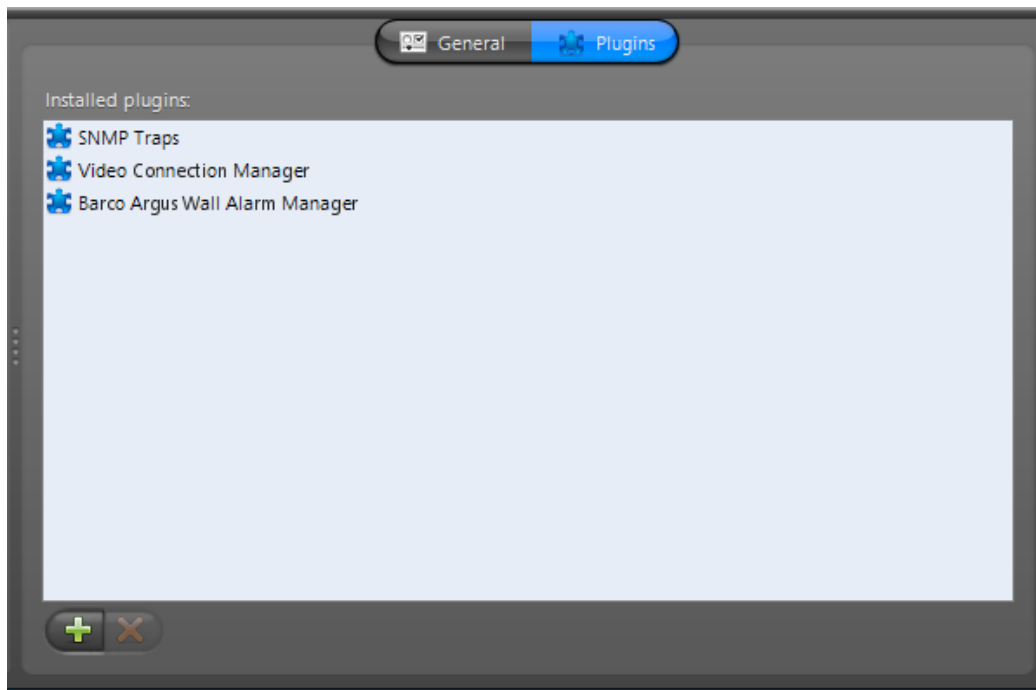 General Plugins
Installed plugins:
SNMP Traps
Video Connection Manager
Barco Argus Wall Alarm Manager